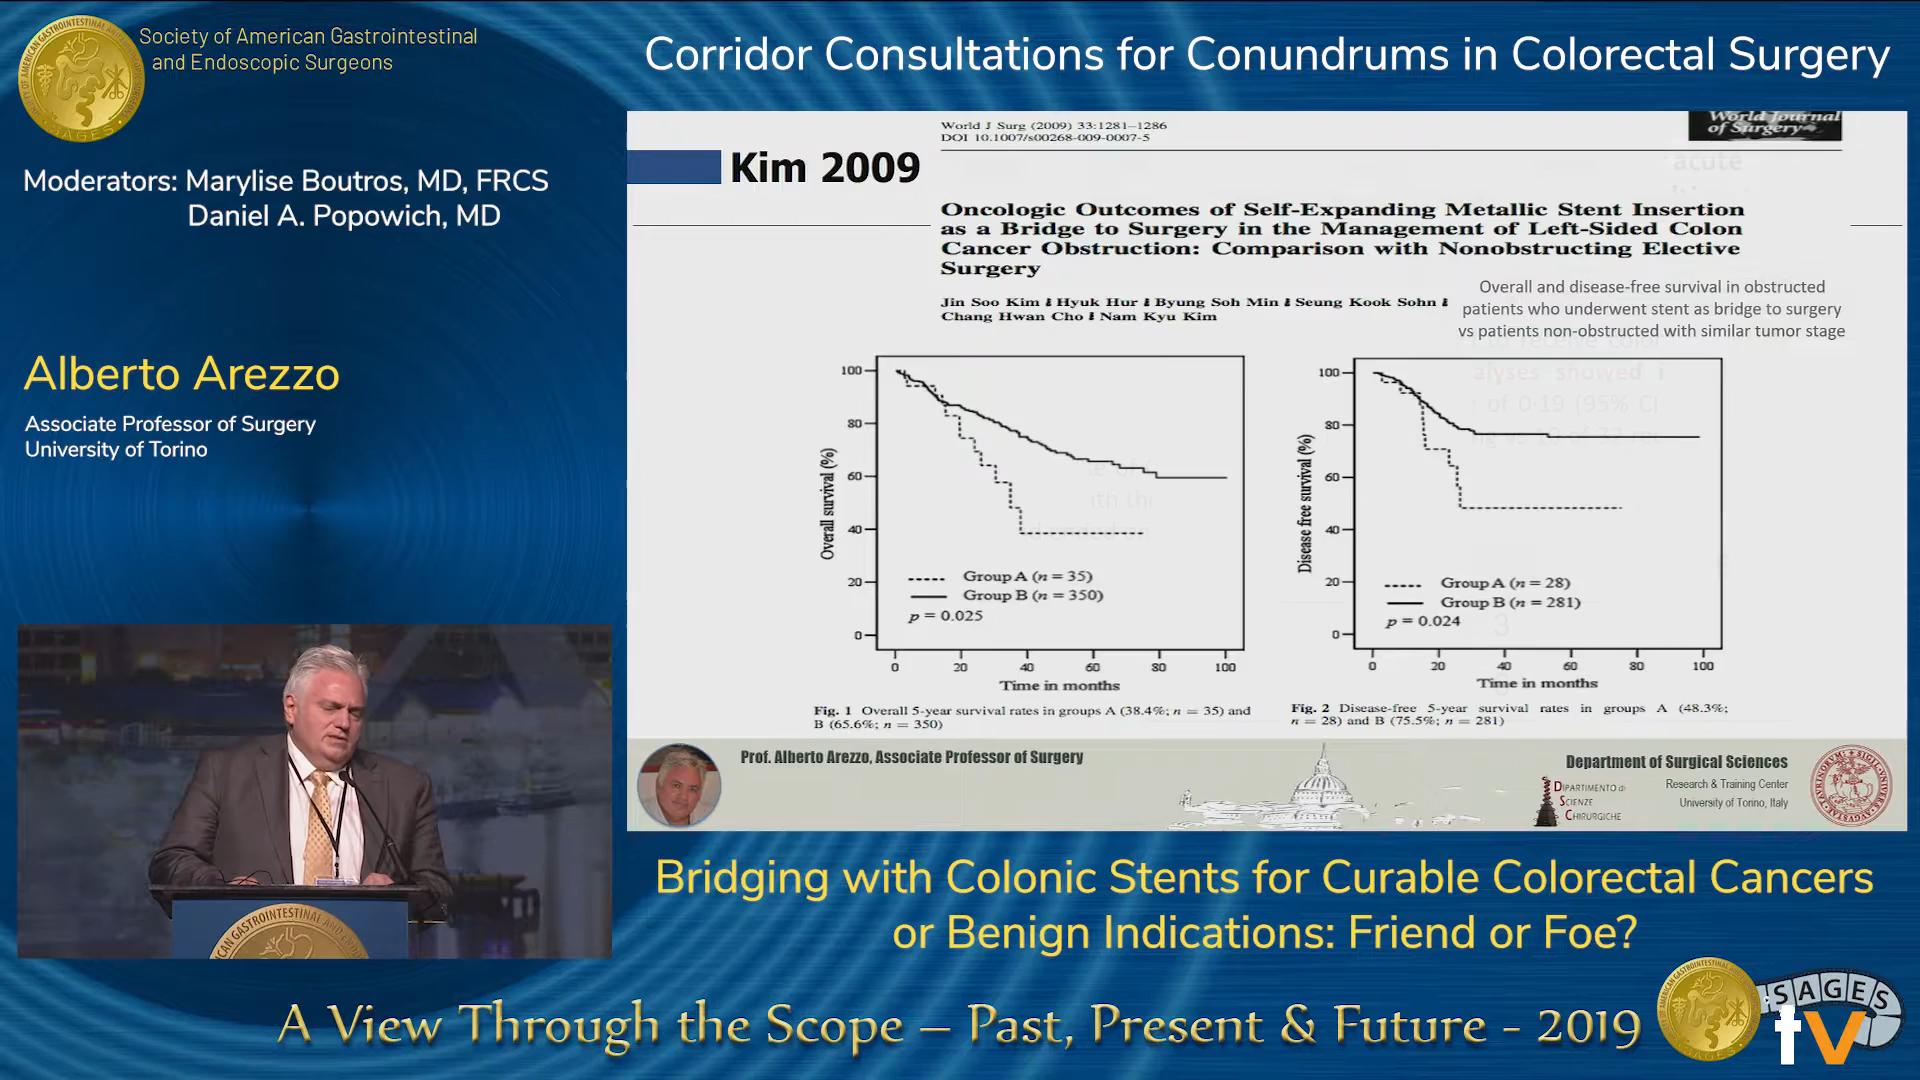 Society of American Gastrointestinal
and Endoscopic Surgeons
Corridor Consultations for Conundrums in Colorectal Surgery
Moderators: Marylise Boutros, MD, FRCS
Daniel A. Popowich, MD
Alberto Arezzo
Associate Professor of Surgery
University of Torino
World J Surg (2009) 33:1281–1286
DOI 10.1007/s00268-009-0007-5
World Journal
of Surgery
Kim 2009
Oncologic Outcomes of Self-Expanding Metallic Stent Insertion
as a Bridge to Surgery in the Management of Left-Sided Colon
Cancer Obstruction: Comparison with Nonobstructing Elective
Surgery
Jin Soo Kim · Hyuk Hur · Byung Soh Min · Seung Kook Sohn ·
Chang Hwan Cho · Nam Kyu Kim
Overall and disease-free survival in obstructed
patients who underwent stent as bridge to surgery
vs patients non-obstructed with similar tumor stage
Overall survival (%)
100
80
60
40
20
0
Group A (n = 35)
Group B (n = 350)
p = 0.025
0 20 40 60 80 100
Time in months
Fig. 1 Overall 5-year survival rates in groups A (38.4%; n = 35) and
B (65.6%; n = 350)
Disease free survival (%)
100
80
60
40
20
0
Group A (n = 28)
Group B (n = 281)
p = 0.024
0 20 40 60 80 100
Time in months
Fig. 2 Disease-free 5-year survival rates in groups A (48.3%;
n = 28) and B (75.5%; n = 281)
Prof. Alberto Arezzo, Associate Professor of Surgery
DIPARTIMENTO DI
SCIENZE
CHIRURGICHE
Department of Surgical Sciences
Research & Training Center
University of Torino, Italy
Bridging with Colonic Stents for Curable Colorectal Cancers
or Benign Indications: Friend or Foe?
A View Through the Scope – Past, Present & Future - 2019
SAGES
tv